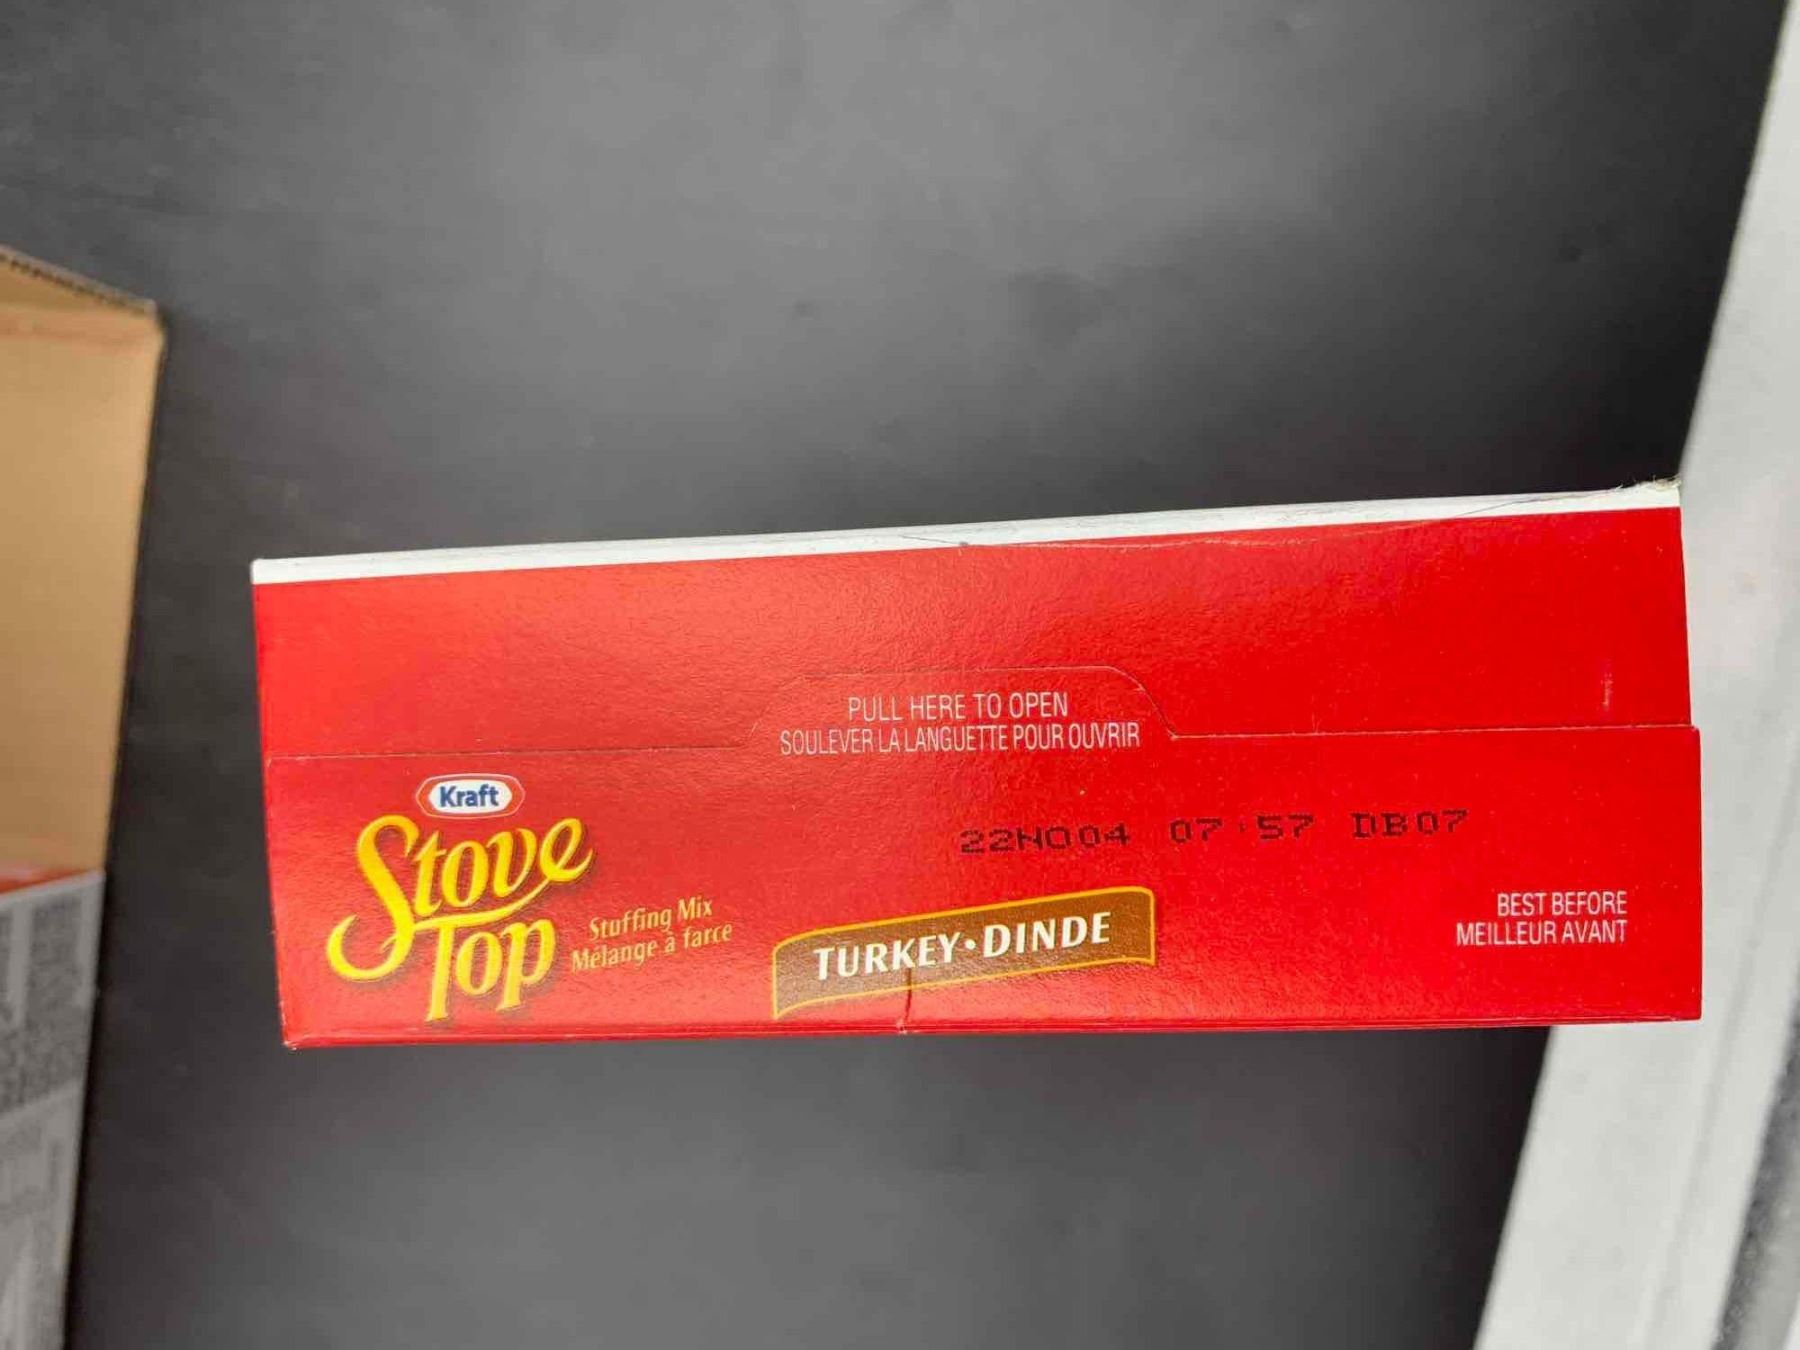 PULL HERE TO OPEN
SOULEVER LA LANGUETTE POUR OUVRIR
Kraft
Stove
Top
Stuffing Mix
Mélange à farce
22NO04 07:57 DB07
TURKEY•DINDE
BEST BEFORE
MEILLEUR AVANT